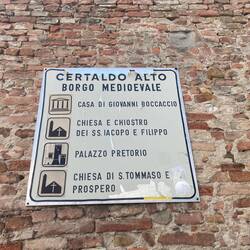 CERTALDO ALTO
BORGO MEDIOEVALE
CASA DI GIOVANNI BOCCACCIO
CHIESA E CHIOSTRO
DEI SS. IACOPO E FILIPPO
PALAZZO PRETORIO
CHIESA DI S. TOMMASO E
PROSPERO